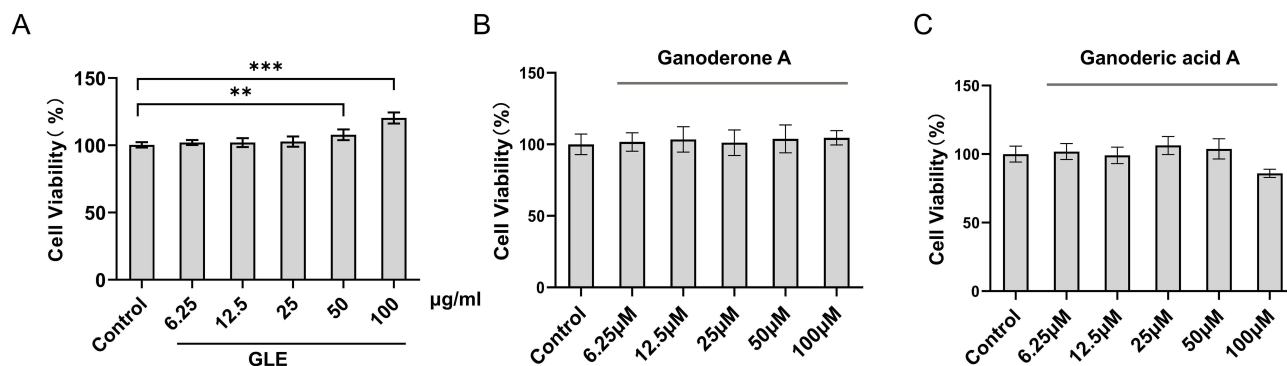 A
Cell Viability( %)
150
100
50
0
***
**
Control
6.25
12.5
25
50
100
μg/ml
GLE
B
Ganoderone A
Cell Viability(%)
150
100
50
0
Control
6.25μM
12.5μM
25μM
50μM
100μM
C
Ganoderic acid A
Cell Viability(%)
150
100
50
0
Control
6.25μM
12.5μM
25μM
50μM
100μM